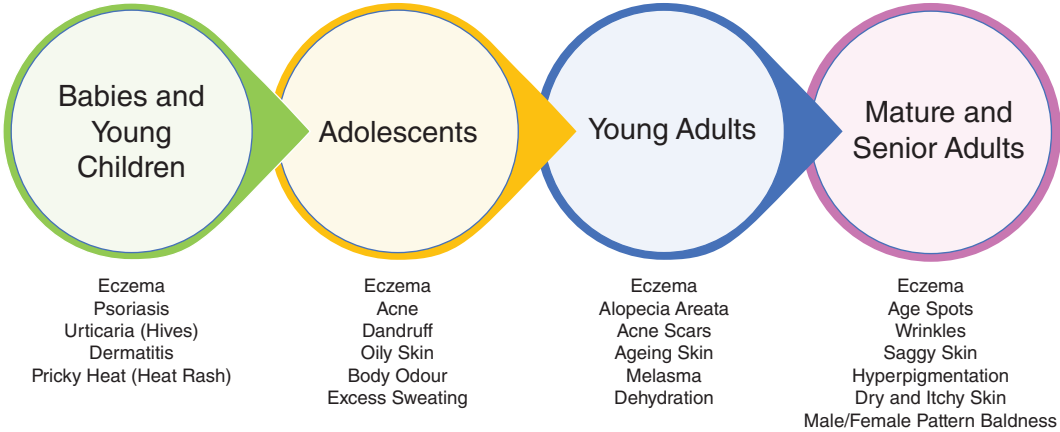 Babies and
Young
Children
Eczema
Psoriasis
Urticaria (Hives)
Dermatitis
Pricky Heat (Heat Rash)
Adolescents
Eczema
Acne
Dandruff
Oily Skin
Body Odour
Excess Sweating
Young Adults
Eczema
Alopecia Areata
Acne Scars
Ageing Skin
Melasma
Dehydration
Mature and
Senior Adults
Eczema
Age Spots
Wrinkles
Saggy Skin
Hyperpigmentation
Dry and Itchy Skin
Male/Female Pattern Baldness